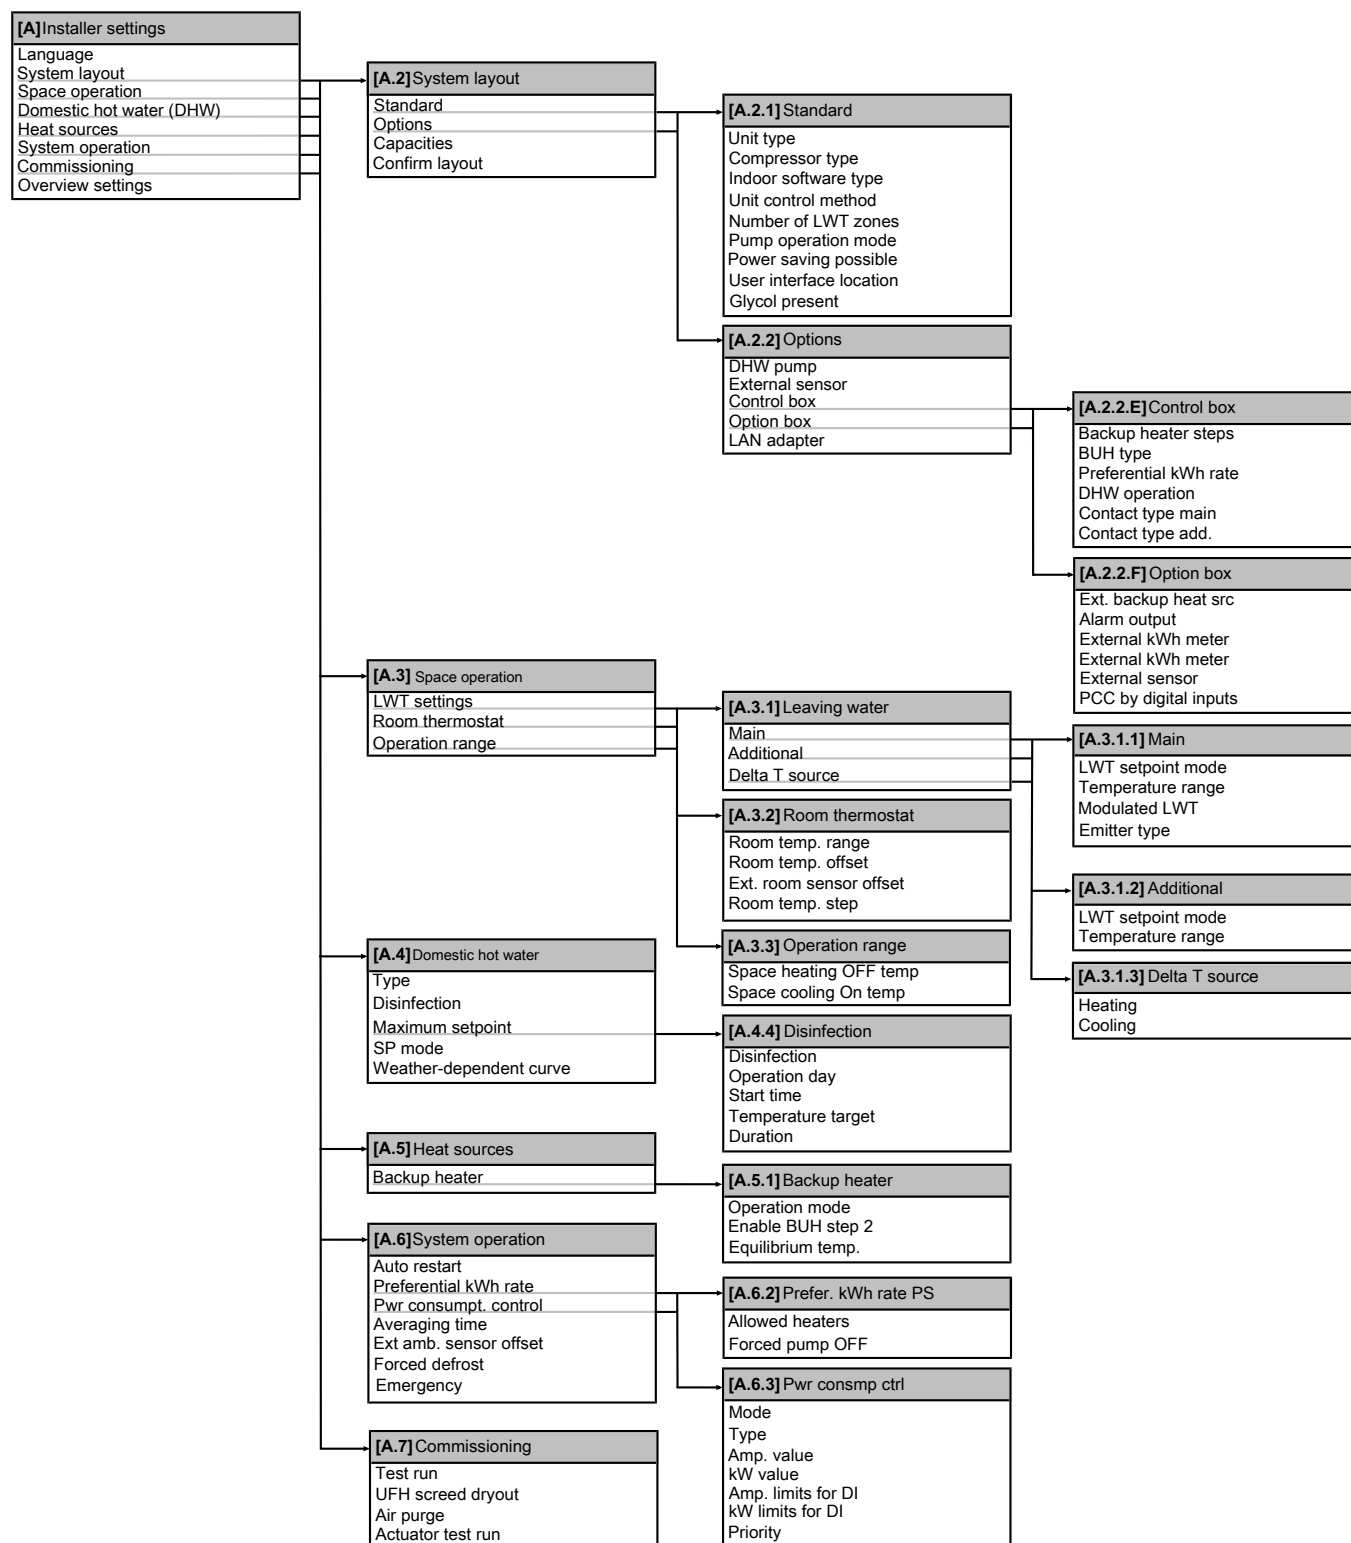 [A] Installer settings
Language
System layout
Space operation
Domestic hot water (DHW)
Heat sources
System operation
Commissioning
Overview settings
[A.2] System layout
Standard
Options
Capacities
Confirm layout
[A.2.1] Standard
Unit type
Compressor type
Indoor software type
Unit control method
Number of LWT zones
Pump operation mode
Power saving possible
User interface location
Glycol present
[A.2.2] Options
DHW pump
External sensor
Control box
Option box
LAN adapter
[A.2.2.E] Control box
Backup heater steps
BUH type
Preferential kWh rate
DHW operation
Contact type main
Contact type add.
[A.2.2.F] Option box
Ext. backup heat src
Alarm output
External kWh meter
External kWh meter
External sensor
PCC by digital inputs
[A.3] Space operation
LWT settings
Room thermostat
Operation range
[A.3.1] Leaving water
Main
Additional
Delta T source
[A.3.1.1] Main
LWT setpoint mode
Temperature range
Modulated LWT
Emitter type
[A.3.2] Room thermostat
Room temp. range
Room temp. offset
Ext. room sensor offset
Room temp. step
[A.3.1.2] Additional
LWT setpoint mode
Temperature range
[A.3.3] Operation range
Space heating OFF temp
Space cooling On temp
[A.3.1.3] Delta T source
Heating
Cooling
[A.4] Domestic hot water
Type
Disinfection
Maximum setpoint
SP mode
Weather-dependent curve
[A.4.4] Disinfection
Disinfection
Operation day
Start time
Temperature target
Duration
[A.5] Heat sources
Backup heater
[A.5.1] Backup heater
Operation mode
Enable BUH step 2
Equilibrium temp.
[A.6] System operation
Auto restart
Preferential kWh rate
Pwr consumpt. control
Averaging time
Ext amb. sensor offset
Forced defrost
Emergency
[A.6.2] Prefer. kWh rate PS
Allowed heaters
Forced pump OFF
[A.6.3] Pwr consmp ctrl
Mode
Type
Amp. value
kW value
Amp. limits for DI
kW limits for DI
Priority
[A.7] Commissioning
Test run
UFH screed dryout
Air purge
Actuator test run